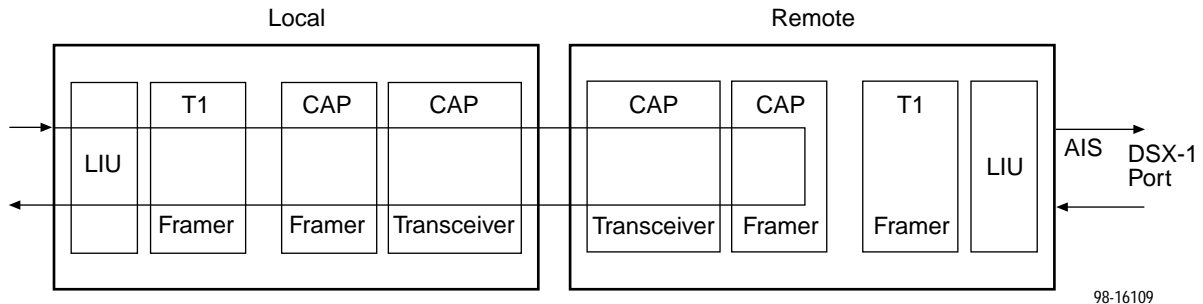 Local
Remote
LIU
T1
Framer
CAP
Framer
CAP
Transceiver
CAP
Transceiver
CAP
Framer
T1
Framer
LIU
AIS
DSX-1
Port
98-16109